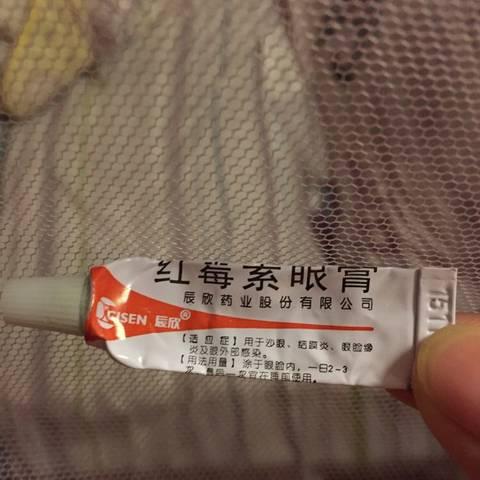 红霉素眼膏
辰欣药业股份有限公司
CISEN 辰欣®
【适应症】用于沙眼、结膜炎、眼睑缘
炎及眼外部感染。
【用法用量】涂于眼睑内，一日2-3
次，最后一次宜在睡前使用。
151